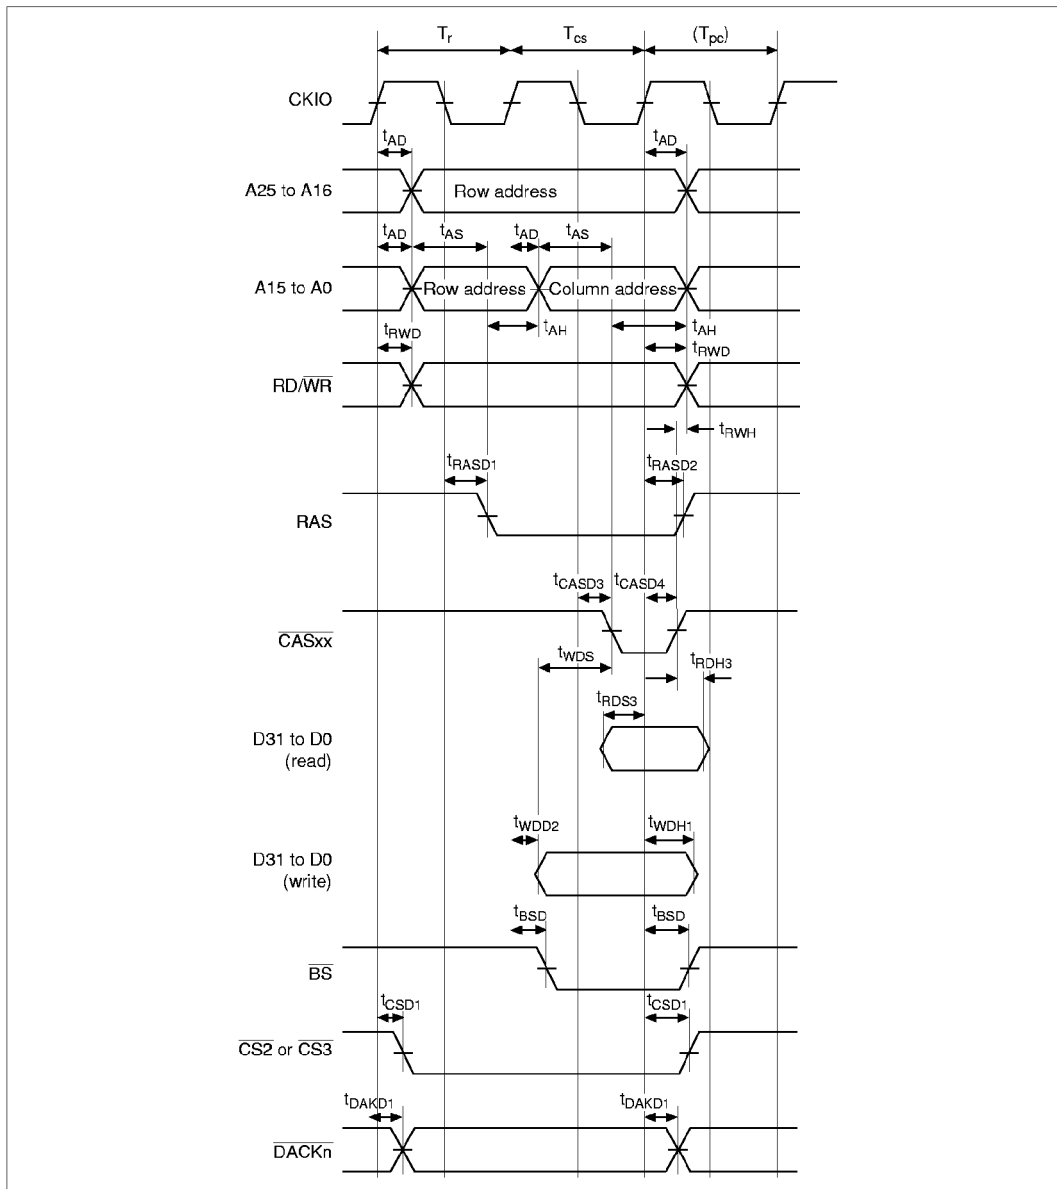 Tr Tcs (Tpc)
CKIO
tAD tAD
A25 to A16 Row address
tAD tAS tAD tAS
A15 to A0 Row address Column address
tAH tAH
tRWD tRWD
RD/WR
tRWH
tRASD1 tRASD2
RAS
tCASD3 tCASD4
CASxx
tWDS tRDH3
tRDS3
D31 to D0
(read)
tWDD2 tWDH1
D31 to D0
(write)
tBSD tBSD
BS
tCSD1 tCSD1
CS2 or CS3
tDAKD1 tDAKD1
DACKn